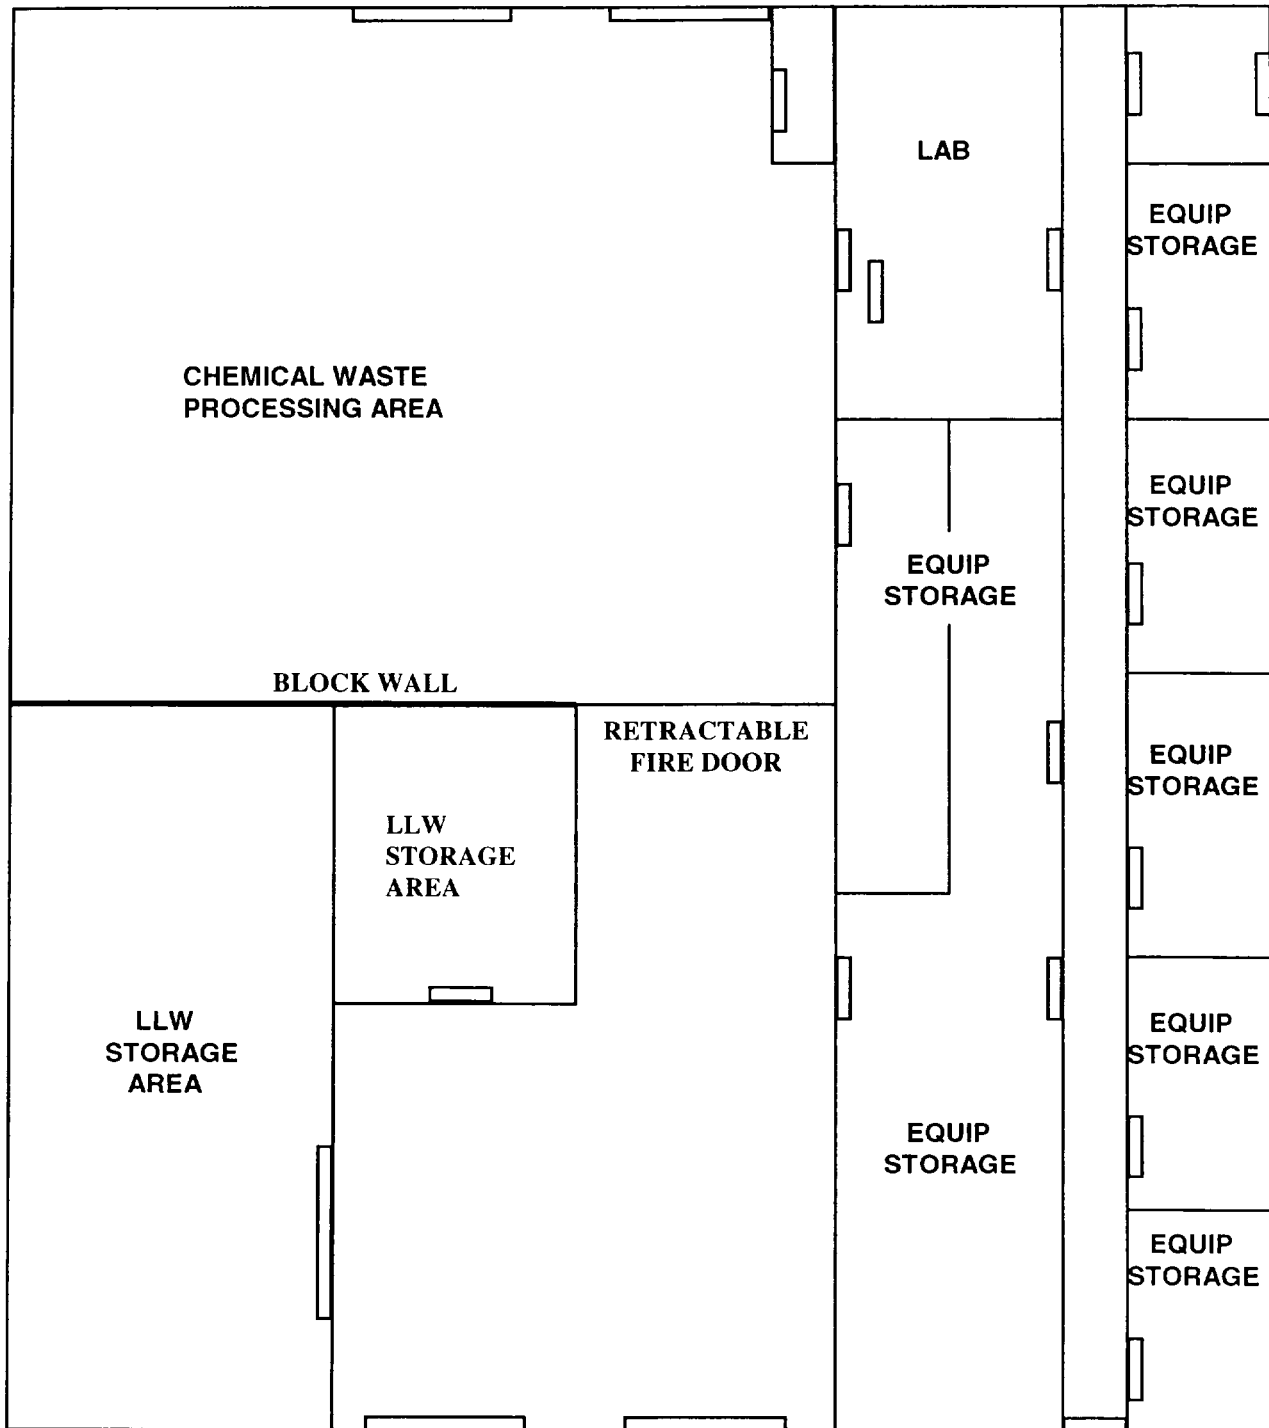 LAB
EQUIP
STORAGE
CHEMICAL WASTE
PROCESSING AREA
EQUIP
STORAGE
EQUIP
STORAGE
BLOCK WALL
RETRACTABLE
FIRE DOOR
EQUIP
STORAGE
LLW
STORAGE
AREA
LLW
STORAGE
AREA
EQUIP
STORAGE
EQUIP
STORAGE
EQUIP
STORAGE